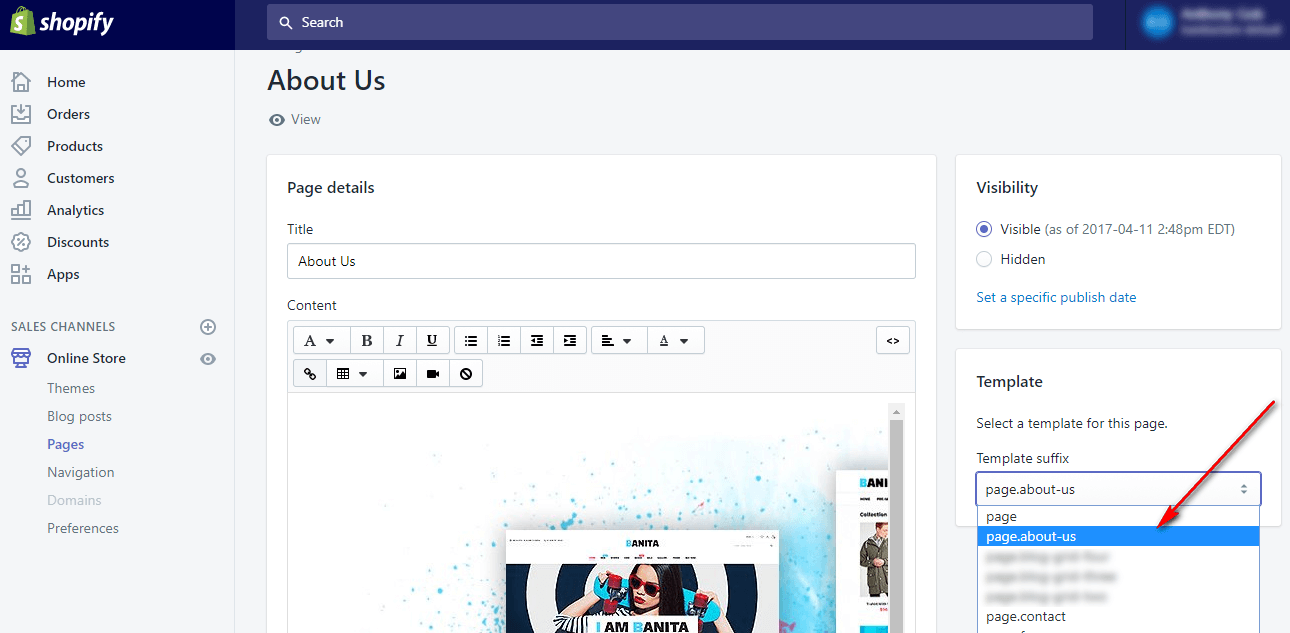 shopify
Search
Home
Orders
Products
Customers
Analytics
Discounts
Apps
SALES CHANNELS
Online Store
Themes
Blog posts
Pages
Navigation
Domains
Preferences
About Us
View
Page details
Title
About Us
Content
A
B I U
A
<>
BANITA
I AM BANITA
BANI
HOME
Collection
Visibility
Visible (as of 2017-04-11 2:48pm EDT)
Hidden
Set a specific publish date
Template
Select a template for this page.
Template suffix
page.about-us
page
page.about-us
page.contact